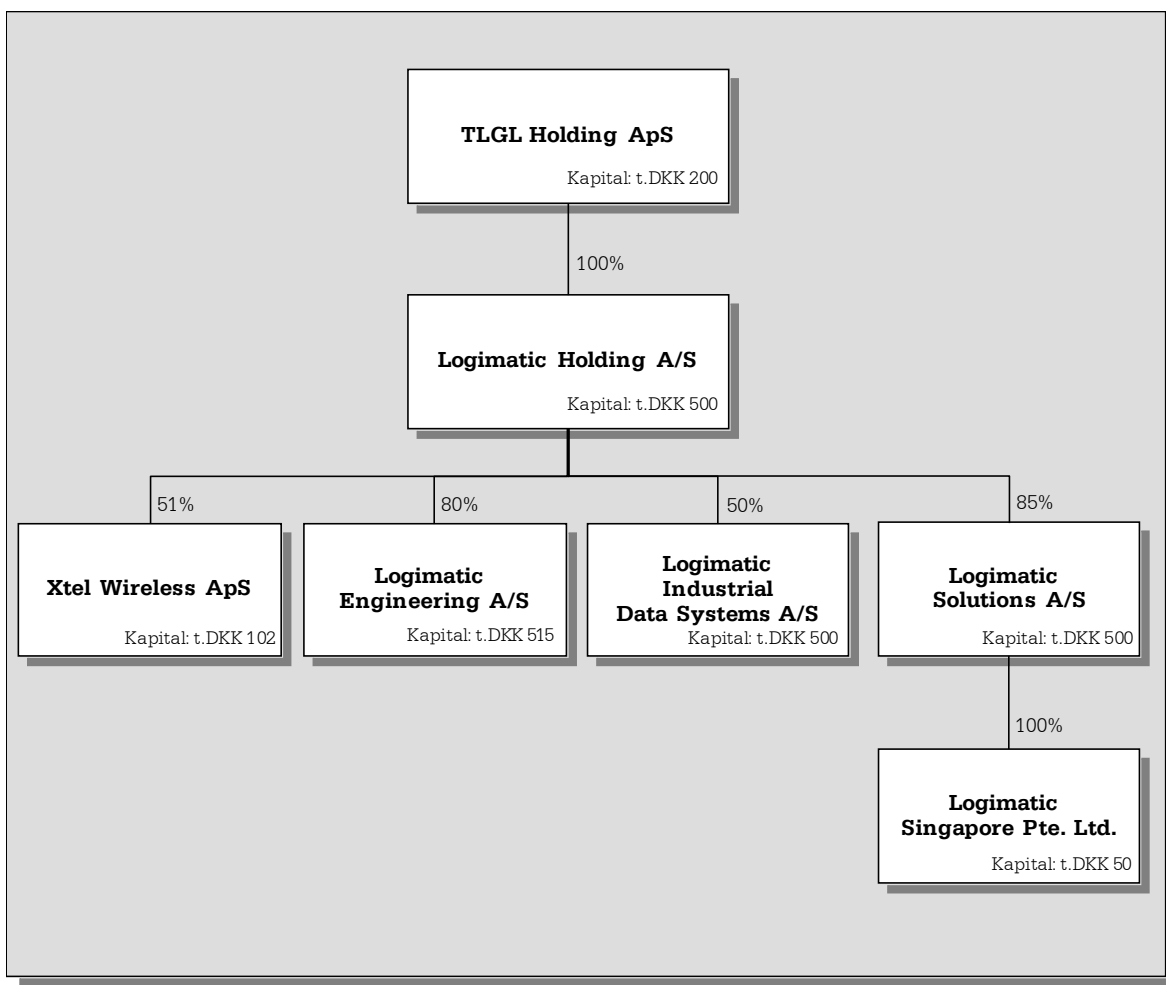 TLGL Holding ApS
Kapital: t.DKK 200
100%
Logimatic Holding A/S
Kapital: t.DKK 500
51%
80%
50%
85%
Xtel Wireless ApS
Kapital: t.DKK 102
Logimatic
Engineering A/S
Kapital: t.DKK 515
Logimatic
Industrial
Data Systems A/S
Kapital: t.DKK 500
Logimatic
Solutions A/S
Kapital: t.DKK 500
100%
Logimatic
Singapore Pte. Ltd.
Kapital: t.DKK 50